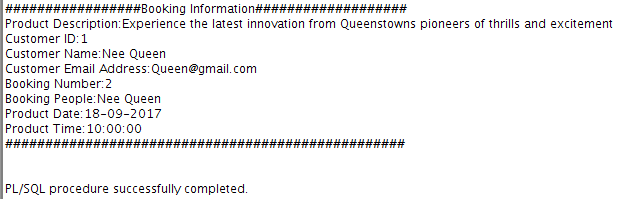 #################Booking Information###################
Product Description:Experience the latest innovation from Queenstowns pioneers of thrills and excitement
Customer ID:1
Customer Name:Nee Queen
Customer Email Address:Queen@gmail.com
Booking Number:2
Booking People:Nee Queen
Product Date:18-09-2017
Product Time:10:00:00
##################################################
PL/SQL procedure successfully completed.